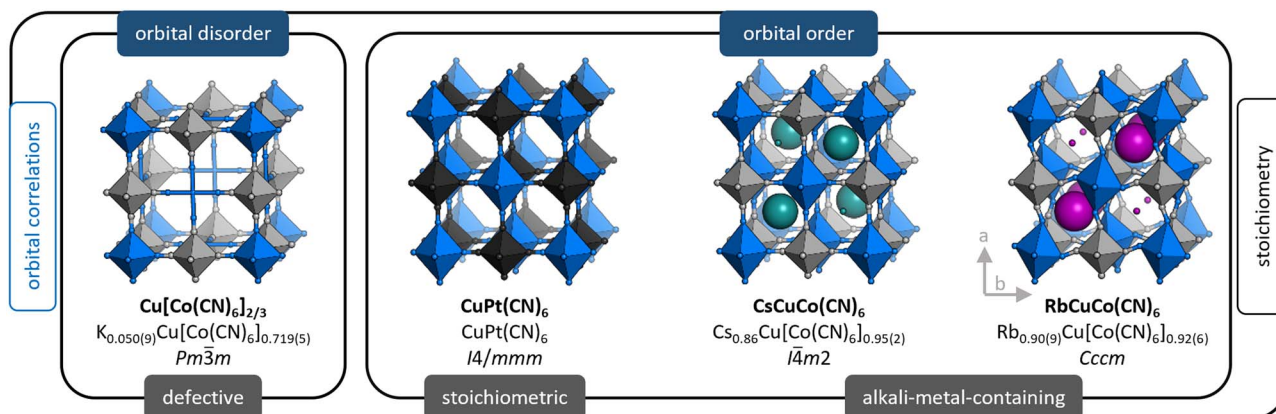 orbital disorder
orbital order
orbital correlations
stoichiometry
a
b
Cu[Co(CN)₆]₂/₃
K₀.₀₅₀₍₉₎Cu[Co(CN)₆]₀.₇₁₉₍₅₎
Pm3̅m
defective
CuPt(CN)₆
CuPt(CN)₆
I4/mmm
stoichiometric
CsCuCo(CN)₆
Cs₀.₈₆Cu[Co(CN)₆]₀.₉₅₍₂₎
I4̅m2
RbCuCo(CN)₆
Rb₀.₉₀₍₉₎Cu[Co(CN)₆]₀.₉₂₍₆₎
Cccm
alkali-metal-containing